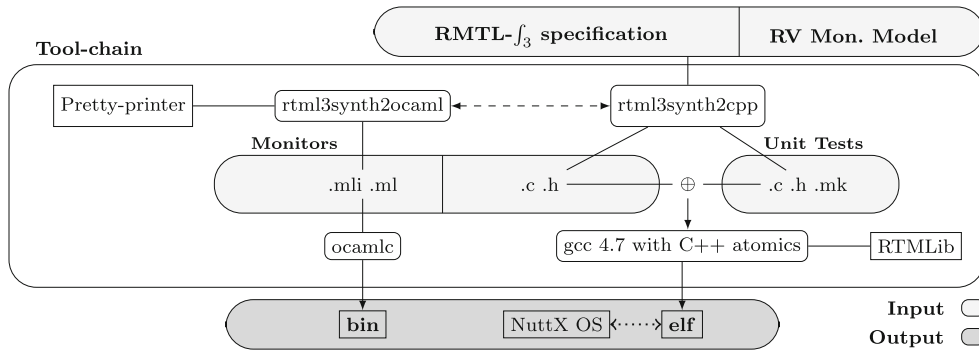 RMTL-∫₃ specification RV Mon. Model
Tool-chain
Pretty-printer rtml3synth2ocaml rtml3synth2cpp
Monitors Unit Tests
.mli .ml .c .h ⊕ .c .h .mk
ocamlc gcc 4.7 with C++ atomics RTMLib
bin NuttX OS elf
Input
Output